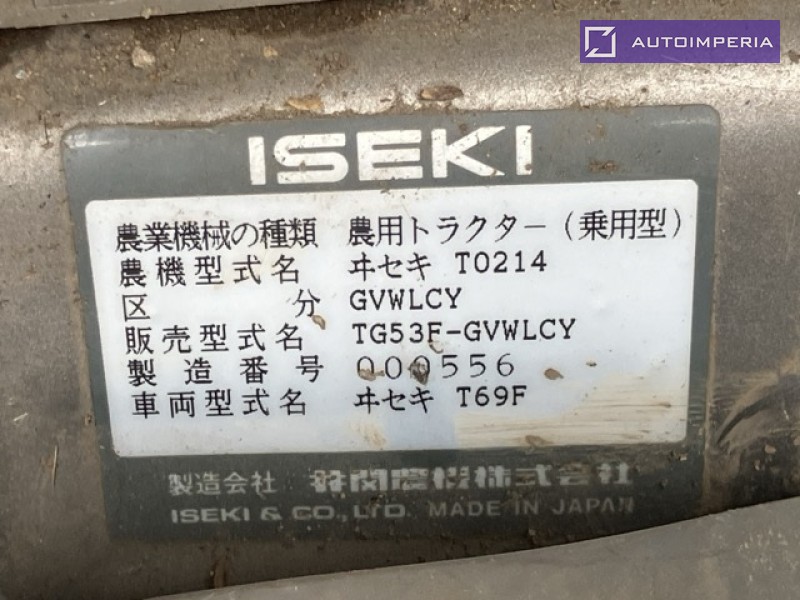 AUTOIMPERIA
ISEKI
農業機械の種類 農用トラクター(乗用型)
農機型式名 ヰセキ T0214
区分 GVWLCY
販売型式名 TG53F-GVWLCY
製造番号 000556
車両型式名 ヰセキ T69F
製造会社 井関農機株式会社
ISEKI & CO., LTD. MADE IN JAPAN